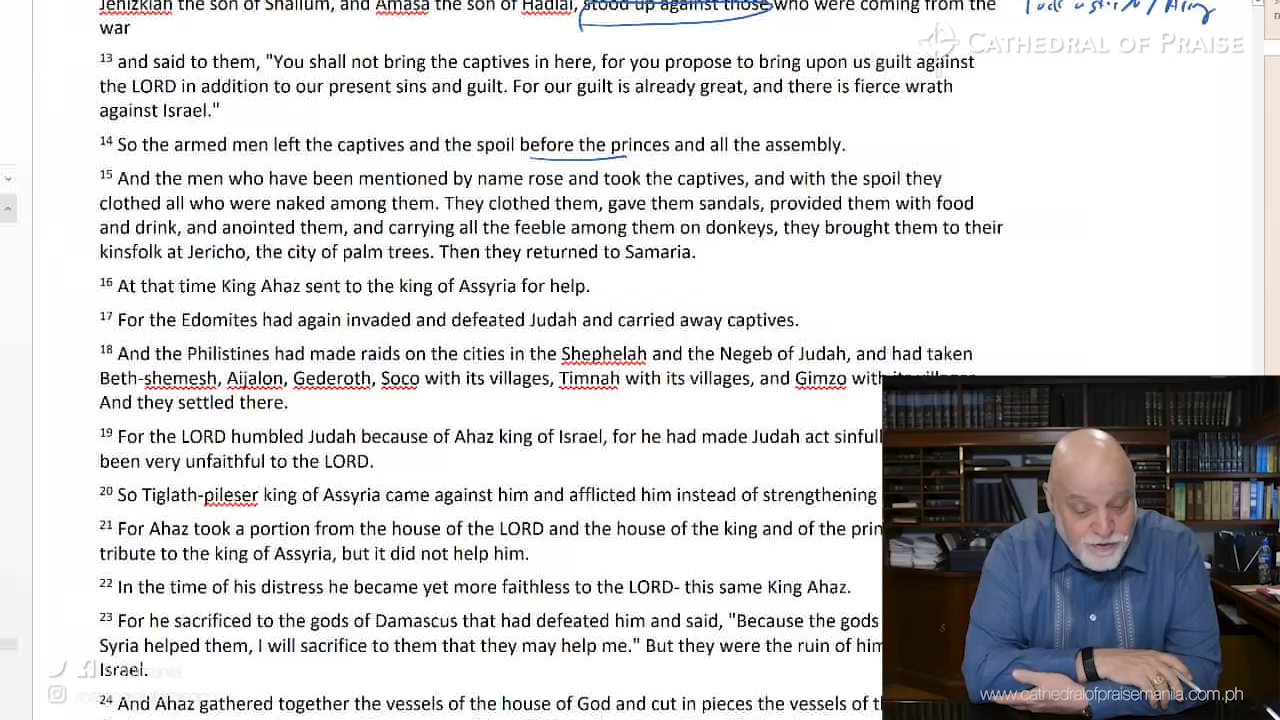 Jehizkiah the son of Shallum, and Amasa the son of Hadlai, stood up against those who were coming from the
war
CATHEDRAL OF PRAISE
13 and said to them, "You shall not bring the captives in here, for you propose to bring upon us guilt against
the LORD in addition to our present sins and guilt. For our guilt is already great, and there is fierce wrath
against Israel."
14 So the armed men left the captives and the spoil before the princes and all the assembly.
15 And the men who have been mentioned by name rose and took the captives, and with the spoil they
clothed all who were naked among them. They clothed them, gave them sandals, provided them with food
and drink, and anointed them, and carrying all the feeble among them on donkeys, they brought them to their
kinsfolk at Jericho, the city of palm trees. Then they returned to Samaria.
16 At that time King Ahaz sent to the king of Assyria for help.
17 For the Edomites had again invaded and defeated Judah and carried away captives.
18 And the Philistines had made raids on the cities in the Shephelah and the Negeb of Judah, and had taken
Beth-shemesh, Aijalon, Gederoth, Soco with its villages, Timnah with its villages, and Gimzo with its villages.
And they settled there.
19 For the LORD humbled Judah because of Ahaz king of Israel, for he had made Judah act sinfull
been very unfaithful to the LORD.
20 So Tiglath-pileser king of Assyria came against him and afflicted him instead of strengthening
21 For Ahaz took a portion from the house of the LORD and the house of the king and of the prin
tribute to the king of Assyria, but it did not help him.
22 In the time of his distress he became yet more faithless to the LORD- this same King Ahaz.
23 For he sacrificed to the gods of Damascus that had defeated him and said, "Because the gods
Syria helped them, I will sacrifice to them that they may help me." But they were the ruin of him
Israel.
24 And Ahaz gathered together the vessels of the house of God and cut in pieces the vessels of th
www.cathedralofpraisemanila.com.ph